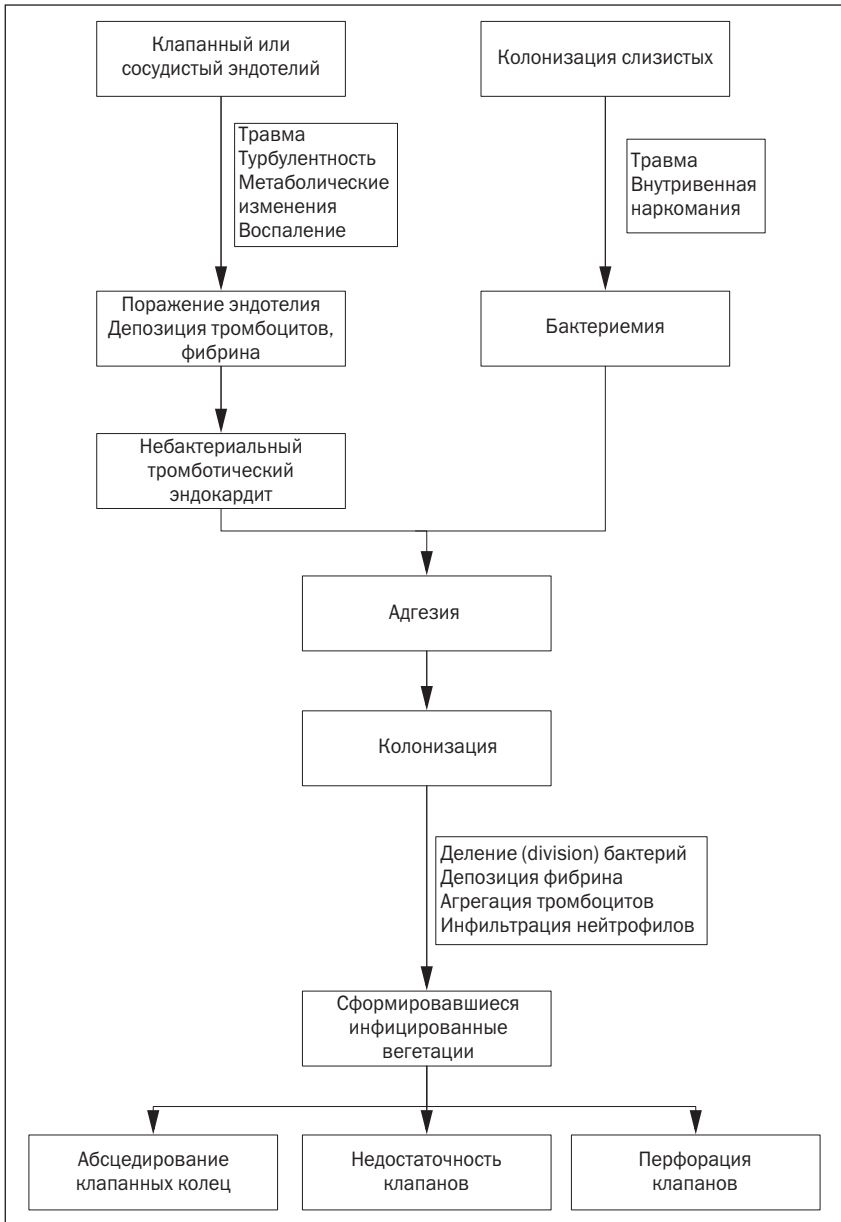 Клапанный или
сосудистый эндотелий
Колонизация слизистых
Травма
Турбулентность
Метаболические
изменения
Воспаление
Травма
Внутривенная
наркомания
Поражение эндотелия
Депозиция тромбоцитов,
фибрина
Бактериемия
Небактериальный
тромботический
эндокардит
Адгезия
Колонизация
Деление (division) бактерий
Депозиция фибрина
Агрегация тромбоцитов
Инфильтрация нейтрофилов
Сформировавшиеся
инфицированные
вегетации
Абсцедирование
клапанных колец
Недостаточность
клапанов
Перфорация
клапанов